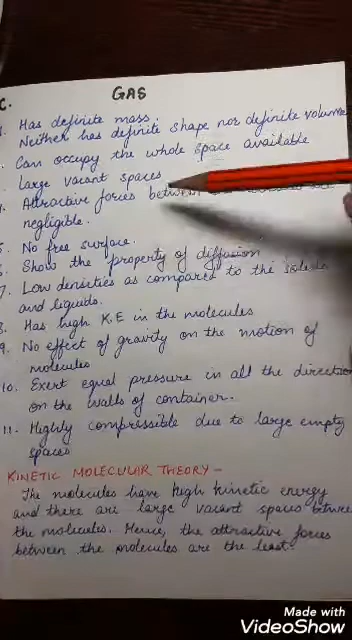 C. GAS
1. Has definite mass.
Neither has definite shape nor definite volume
Can occupy the whole space available
large vacant spaces
4. Attractive forces between
negligible.
5. No free surface.
6. Show the property of diffusion
7. Low densities as compared to the solids
and liquids.
8. Has high K.E in the molecules
9. No effect of gravity on the motion of
molecules
10. Exert equal pressure in all the direction
on the walls of container.
11. Highly compressible due to large empty
spaces
KINETIC MOLECULAR THEORY -
The molecules have high kinetic energy
and there are large vacant spaces between
the molecules. Hence, the attractive forces
between the molecules are the least.
Made with
VideoShow